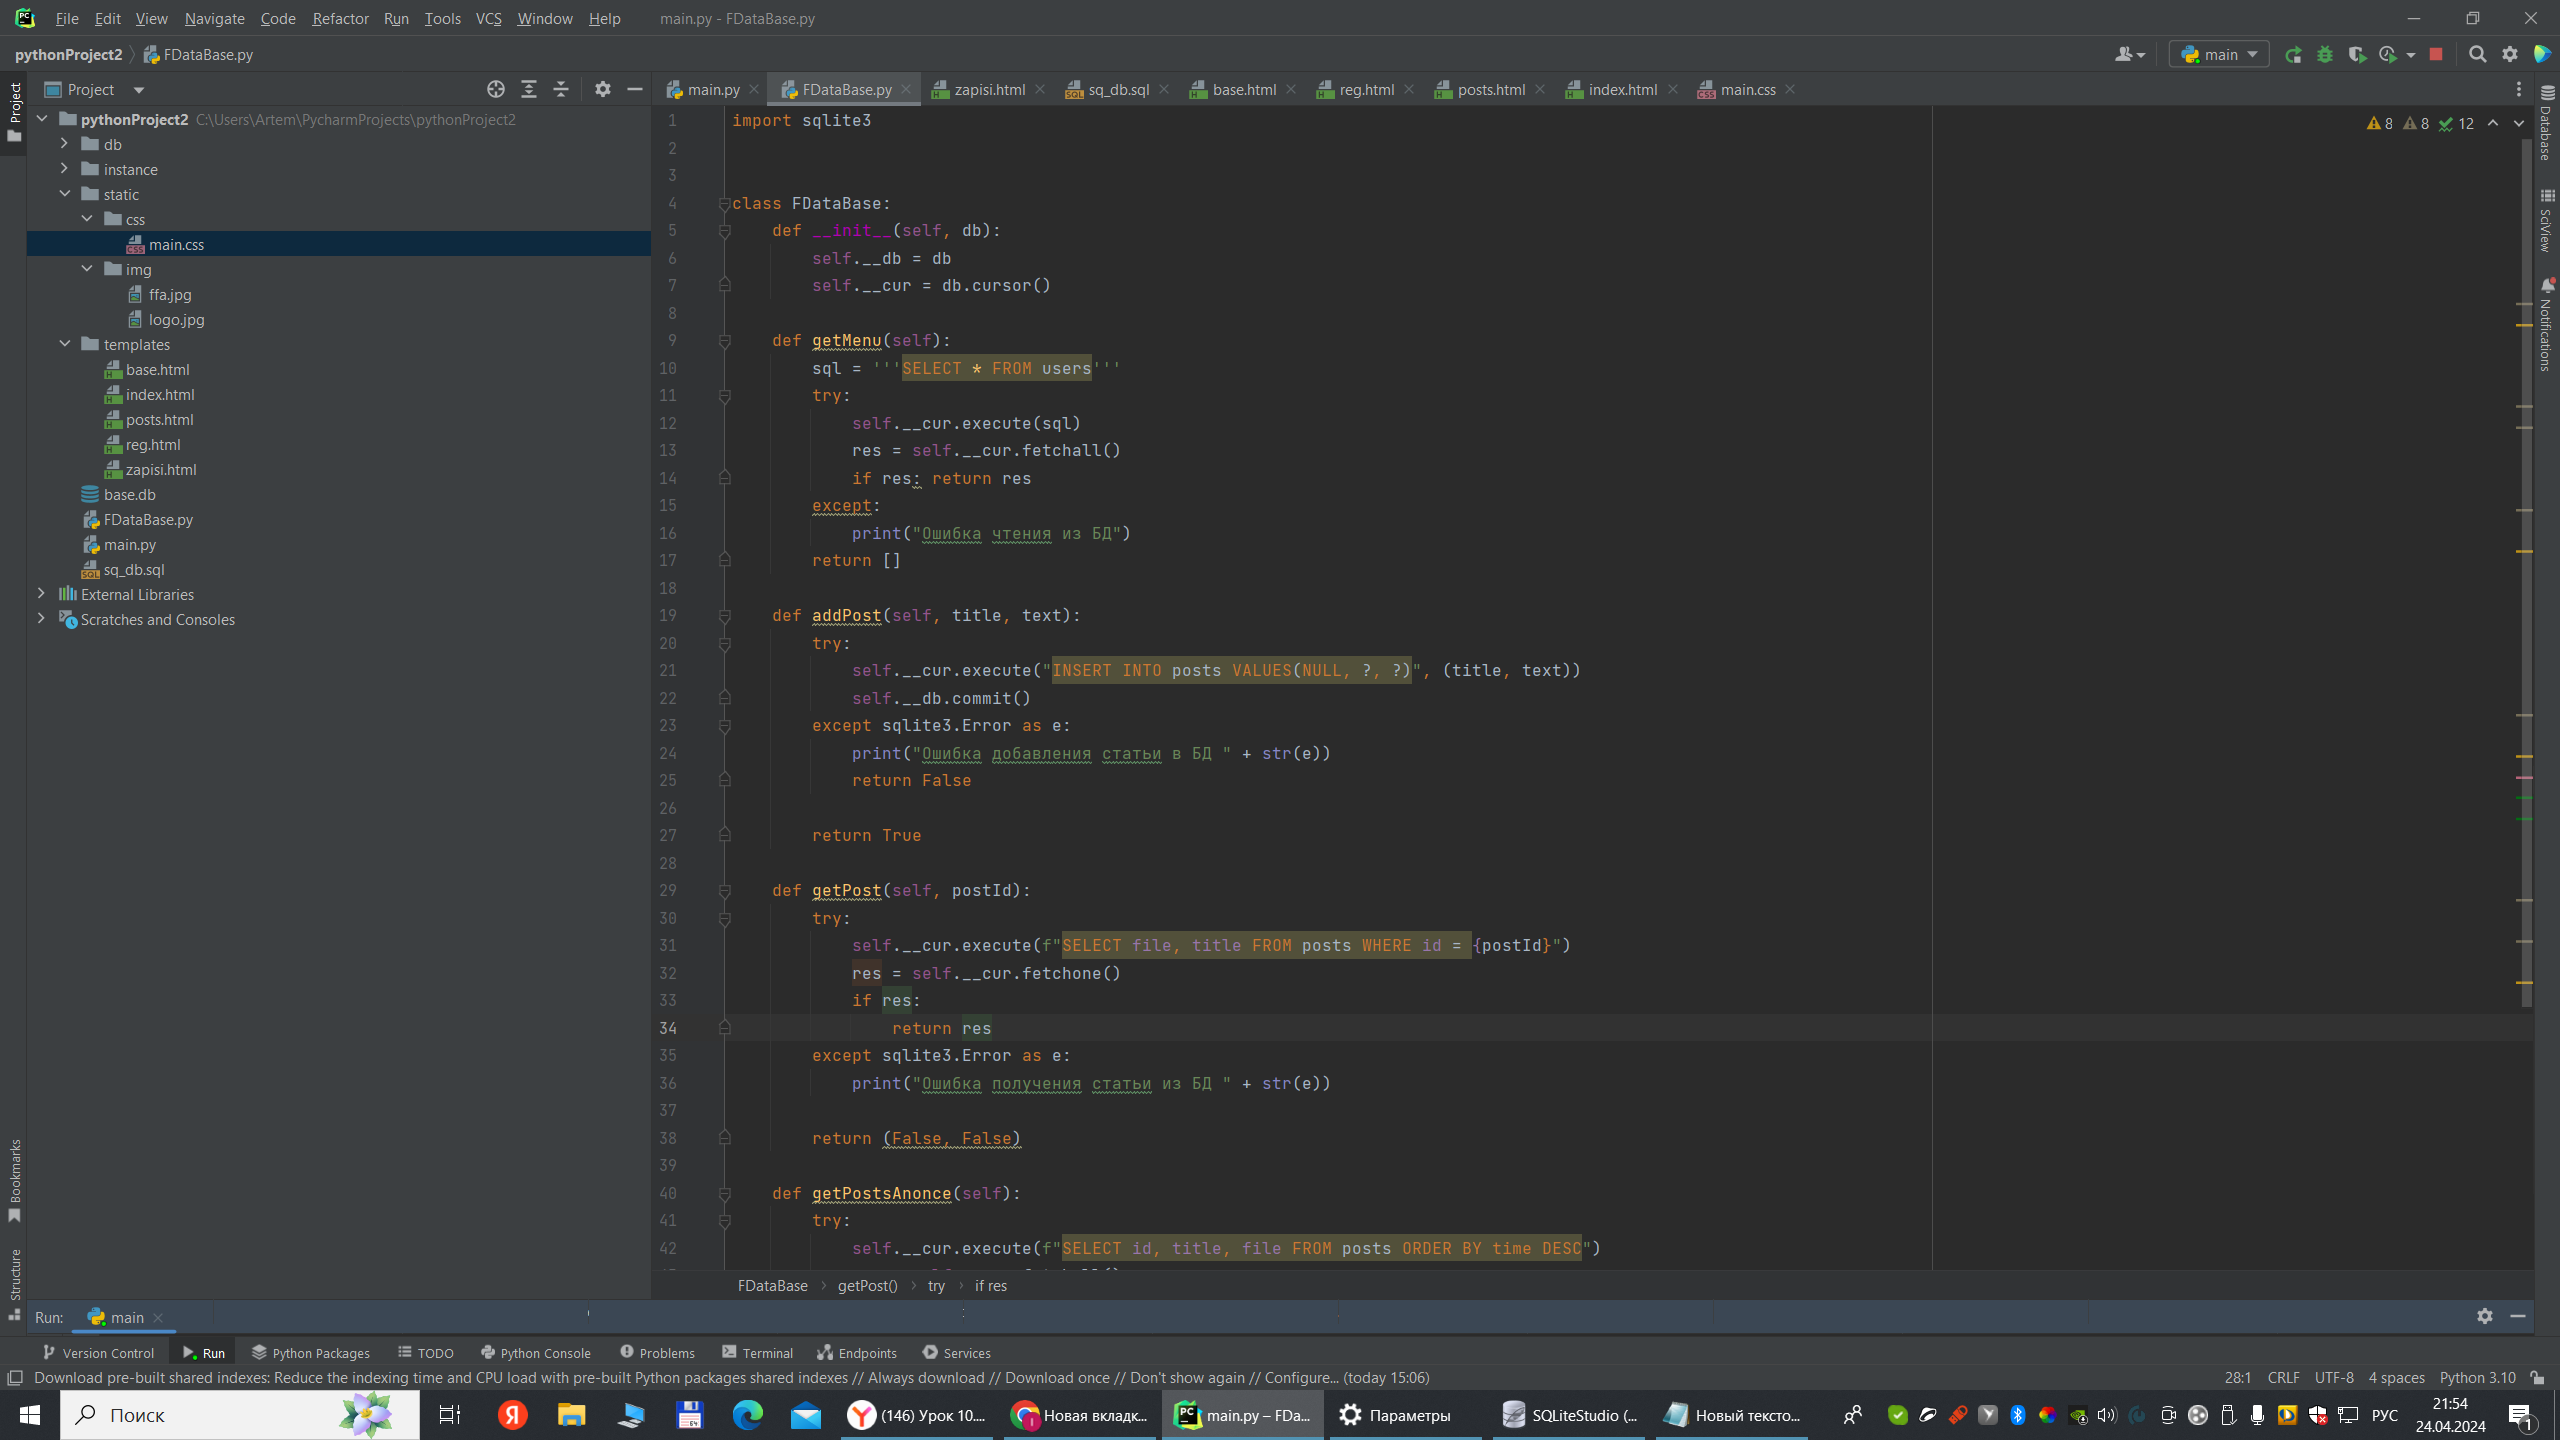 File Edit View Navigate Code Refactor Run Tools VCS Window Help main.py - FDataBase.py
pythonProject2 FDataBase.py
main
Project
main.py FDataBase.py zapisi.html sq_db.sql base.html reg.html posts.html index.html main.css
pythonProject2 C:\Users\Artem\PycharmProjects\pythonProject2
db
instance
static
css
main.css
img
ffa.jpg
logo.jpg
templates
base.html
index.html
posts.html
reg.html
zapisi.html
base.db
FDataBase.py
main.py
sq_db.sql
External Libraries
Scratches and Consoles
Project
Bookmarks
Structure
8 8 12
1 import sqlite3
2
3
4 class FDataBase:
5 def __init__(self, db):
6 self.__db = db
7 self.__cur = db.cursor()
8
9 def getMenu(self):
10 sql = '''SELECT * FROM users'''
11 try:
12 self.__cur.execute(sql)
13 res = self.__cur.fetchall()
14 if res: return res
15 except:
16 print("Ошибка чтения из БД")
17 return []
18
19 def addPost(self, title, text):
20 try:
21 self.__cur.execute("INSERT INTO posts VALUES(NULL, ?, ?)", (title, text))
22 self.__db.commit()
23 except sqlite3.Error as e:
24 print("Ошибка добавления статьи в БД " + str(e))
25 return False
26
27 return True
28
29 def getPost(self, postId):
30 try:
31 self.__cur.execute(f"SELECT file, title FROM posts WHERE id = {postId}")
32 res = self.__cur.fetchone()
33 if res:
34 return res
35 except sqlite3.Error as e:
36 print("Ошибка получения статьи из БД " + str(e))
37
38 return (False, False)
39
40 def getPostsAnonce(self):
41 try:
42 self.__cur.execute(f"SELECT id, title, file FROM posts ORDER BY time DESC")
Database
SciView
Notifications
FDataBase getPost() try if res
Run: main
Version Control Run Python Packages TODO Python Console Problems Terminal Endpoints Services
Download pre-built shared indexes: Reduce the indexing time and CPU load with pre-built Python packages shared indexes // Always download // Download once // Don't show again // Configure... (today 15:06) 28:1 CRLF UTF-8 4 spaces Python 3.10
Поиск (146) Урок 10.... Новая вкладк... main.py – FDa... Параметры SQLiteStudio (... Новый тексто... РУС 21:54
24.04.2024 1